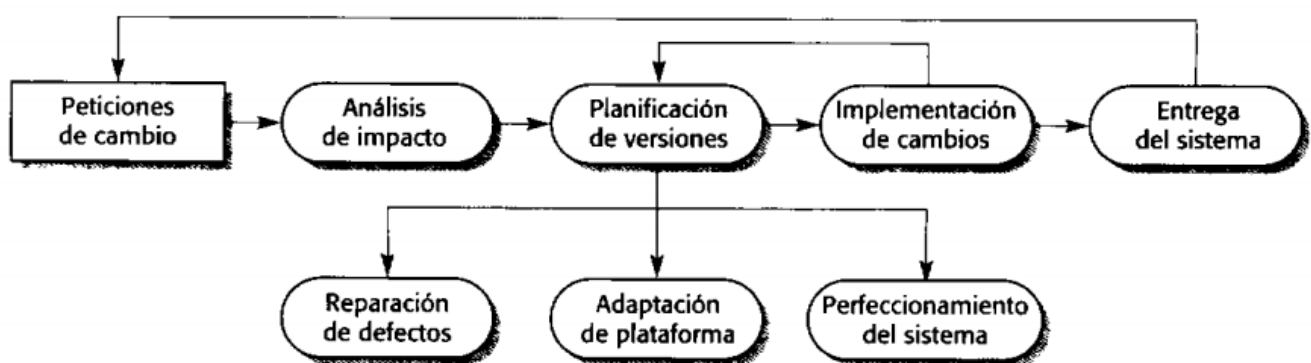 Peticiones
de cambio
Análisis
de impacto
Planificación
de versiones
Implementación
de cambios
Entrega
del sistema
Reparación
de defectos
Adaptación
de plataforma
Perfeccionamiento
del sistema